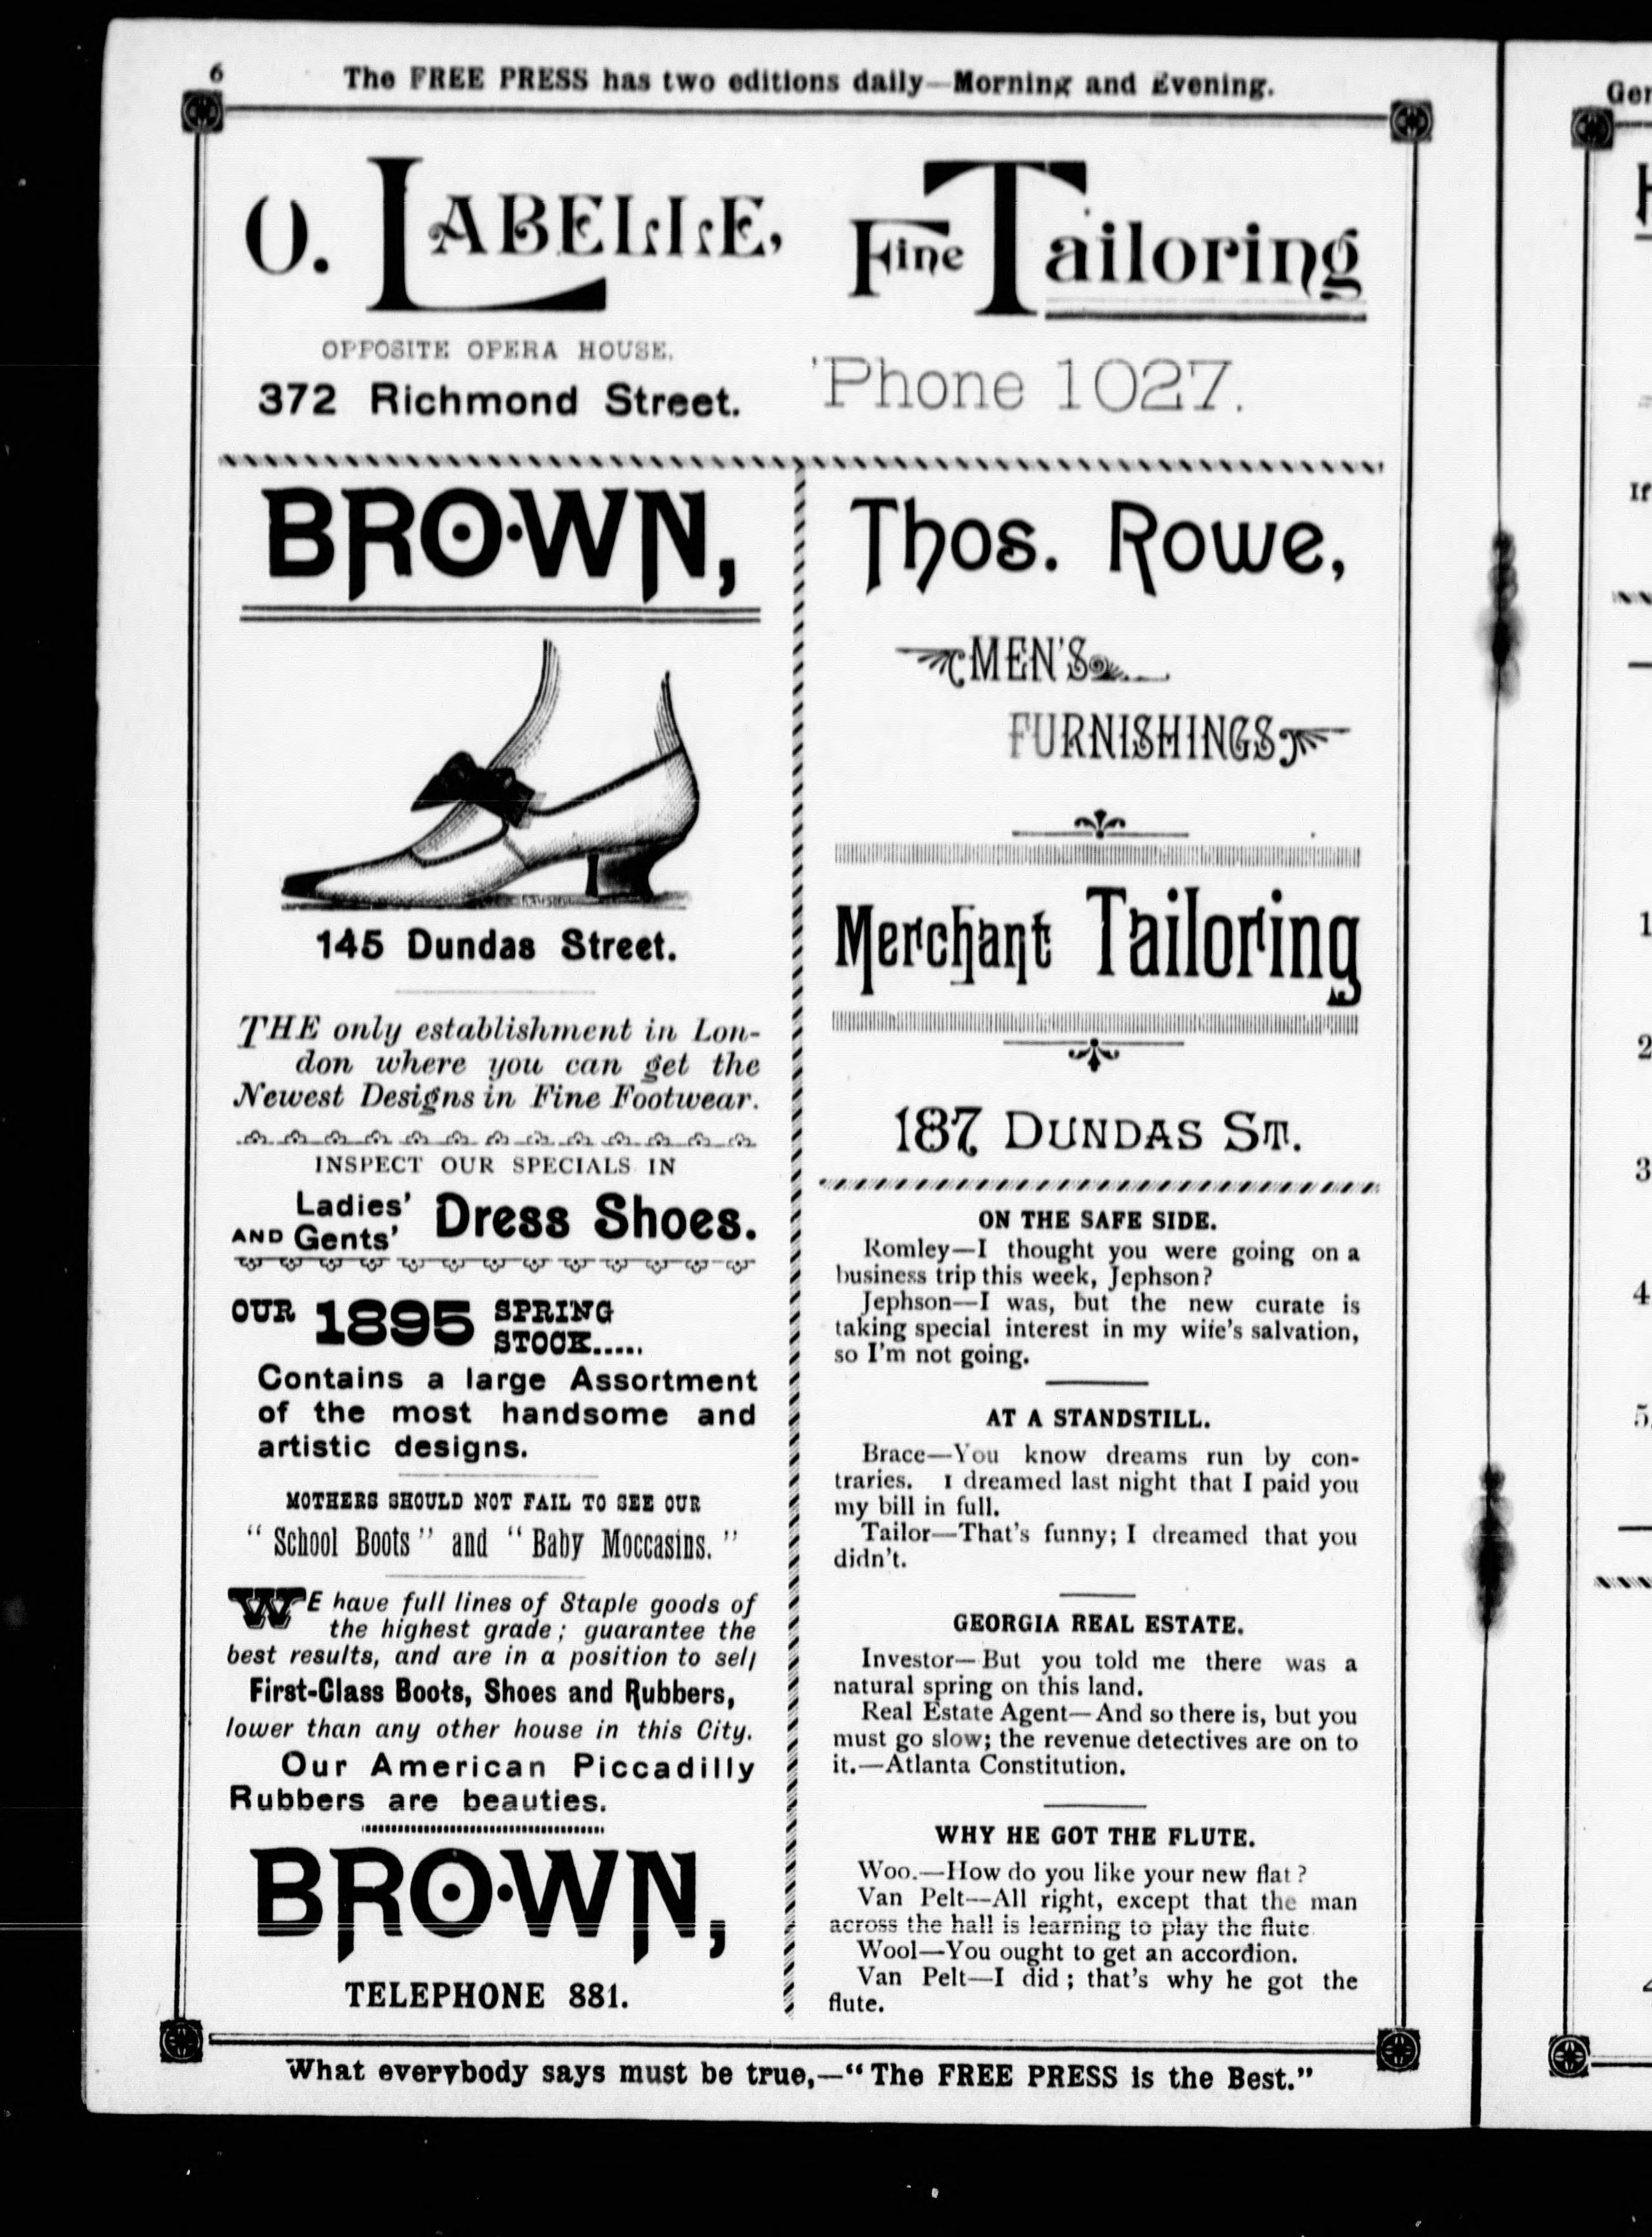 6
The FREE PRESS has two editions daily—Morning and Evening.
O. LABELLE,
Fine Tailoring
OPPOSITE OPERA HOUSE,
372 Richmond Street.
'Phone 1027.
BROWN,
145 Dundas Street.
THE only establishment in Lon-
don where you can get the
Newest Designs in Fine Footwear.
INSPECT OUR SPECIALS IN
Ladies'
AND Gents' Dress Shoes.
OUR 1895 SPRING
STOCK.....
Contains a large Assortment
of the most handsome and
artistic designs.
MOTHERS SHOULD NOT FAIL TO SEE OUR
"School Boots" and "Baby Moccasins."
WE have full lines of Staple goods of
the highest grade; guarantee the
best results, and are in a position to sell
First-Class Boots, Shoes and Rubbers,
lower than any other house in this City.
Our American Piccadilly
Rubbers are beauties.
BROWN,
TELEPHONE 881.
Thos. Rowe,
MEN'S
FURNISHINGS
Merchant Tailoring
187 DUNDAS ST.
ON THE SAFE SIDE.
Romley—I thought you were going on a
business trip this week, Jephson?
Jephson—I was, but the new curate is
taking special interest in my wife's salvation,
so I'm not going.
AT A STANDSTILL.
Brace—You know dreams run by con-
traries. I dreamed last night that I paid you
my bill in full.
Tailor—That's funny; I dreamed that you
didn't.
GEORGIA REAL ESTATE.
Investor—But you told me there was a
natural spring on this land.
Real Estate Agent—And so there is, but you
must go slow; the revenue detectives are on to
it.—Atlanta Constitution.
WHY HE GOT THE FLUTE.
Woo.—How do you like your new flat?
Van Pelt—All right, except that the man
across the hall is learning to play the flute.
Wool—You ought to get an accordion.
Van Pelt—I did; that's why he got the
flute.
What everybody says must be true,—"The FREE PRESS is the Best."
Ger
H
If
1
2
3
4
5